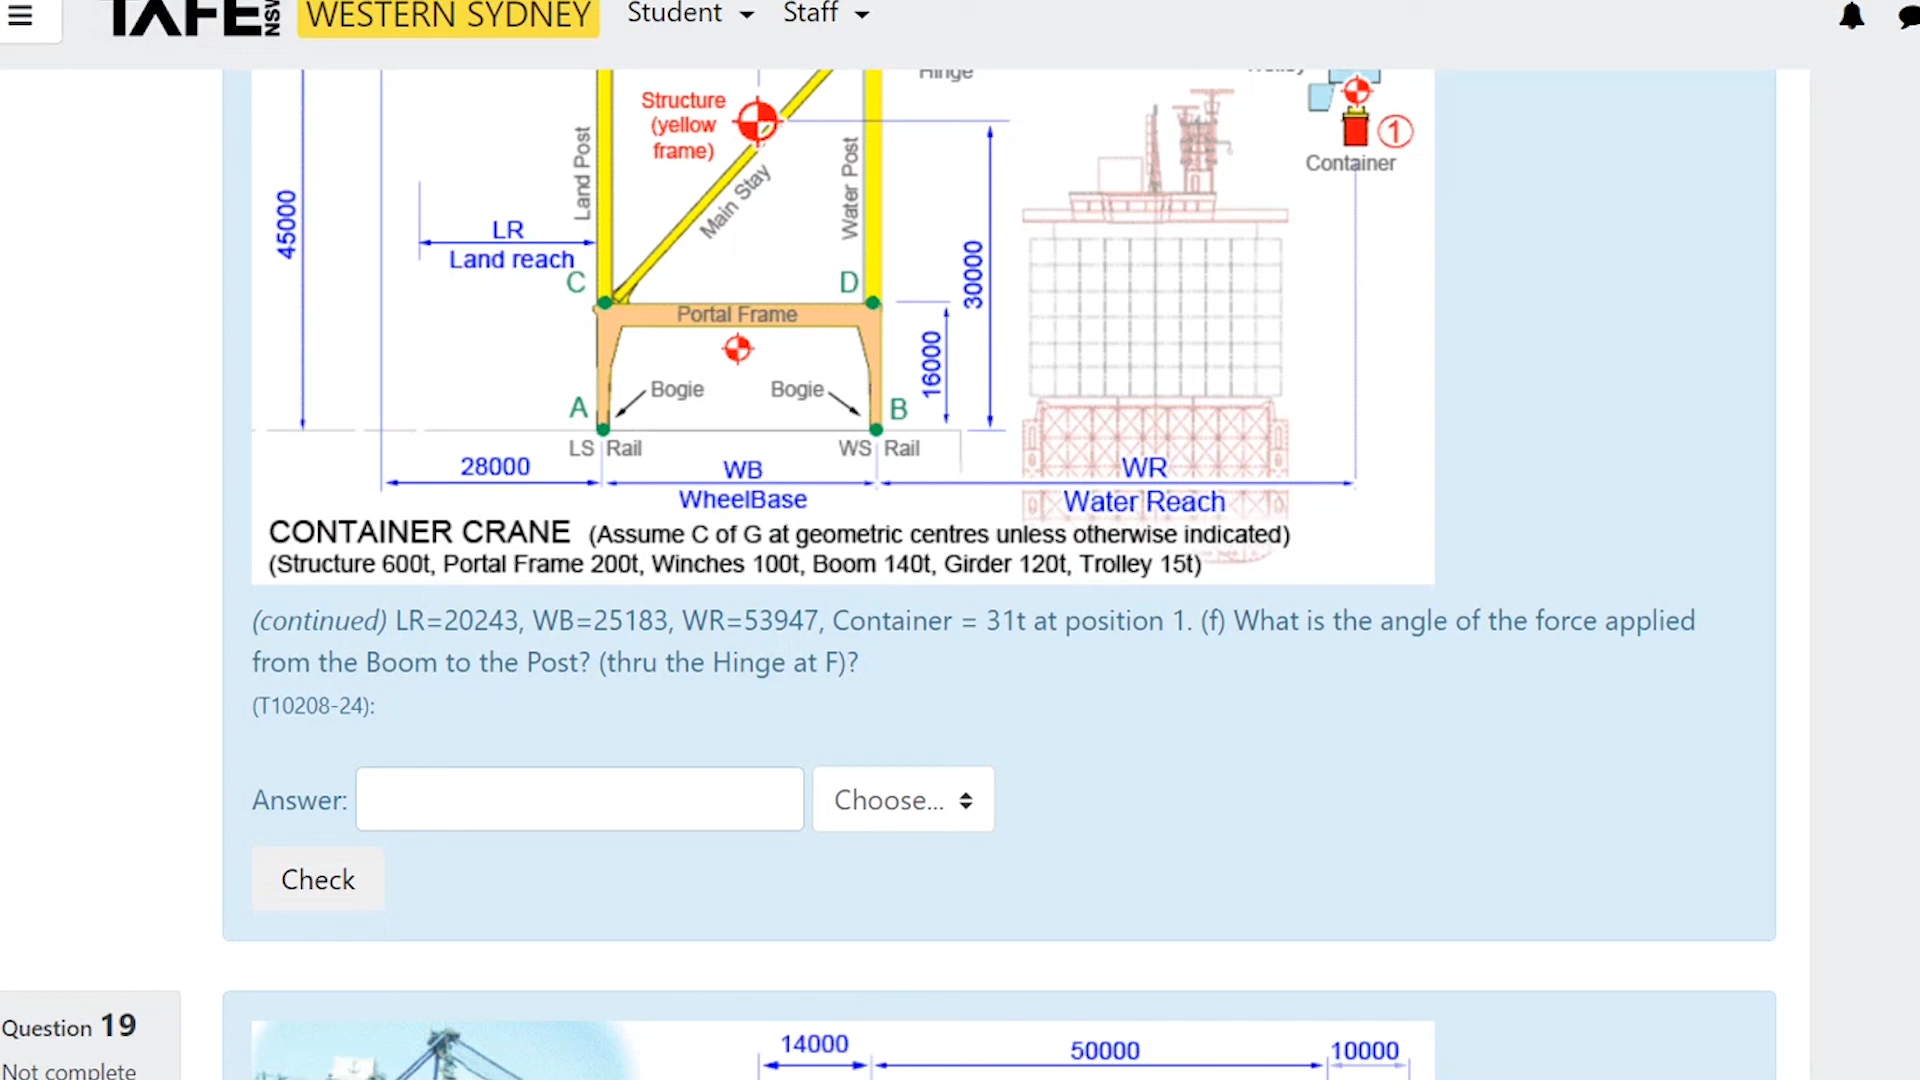 TAFE NSW WESTERN SYDNEY Student Staff
Hinge
Structure
(yellow
frame)
1
Container
Land Post
Main Stay
Water Post
45000
LR
Land reach
C
D
30000
Portal Frame
16000
Bogie Bogie
A
B
LS Rail WS Rail
28000 WB WR
WheelBase Water Reach
CONTAINER CRANE (Assume C of G at geometric centres unless otherwise indicated)
(Structure 600t, Portal Frame 200t, Winches 100t, Boom 140t, Girder 120t, Trolley 15t)
(continued) LR=20243, WB=25183, WR=53947, Container = 31t at position 1. (f) What is the angle of the force applied
from the Boom to the Post? (thru the Hinge at F)?
(T10208-24):
Answer: Choose...
Check
Question 19
Not complete
14000 50000 10000